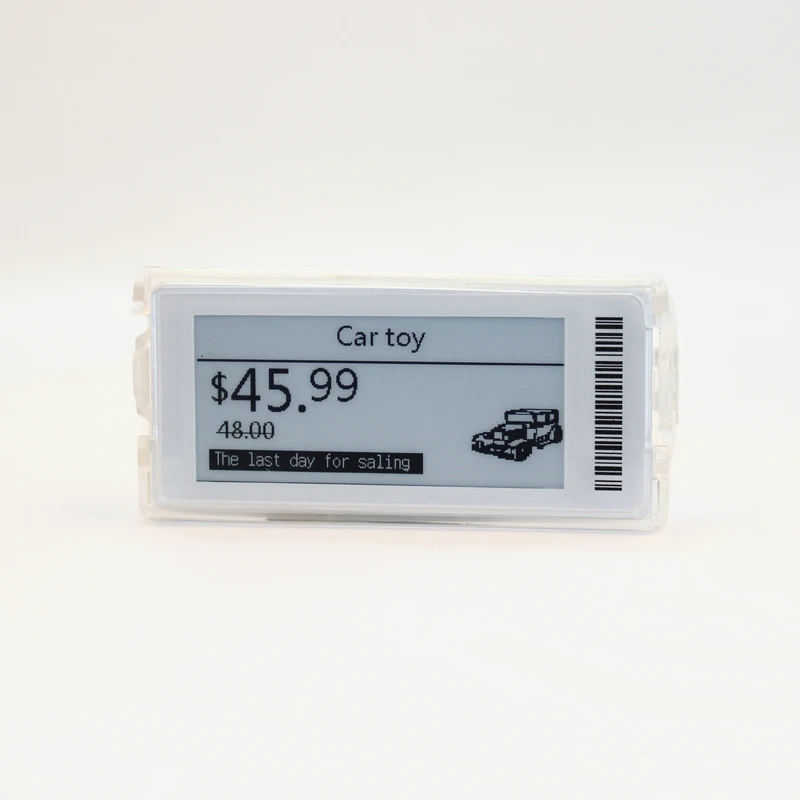 Car toy
$45.99
48.00
The last day for saling